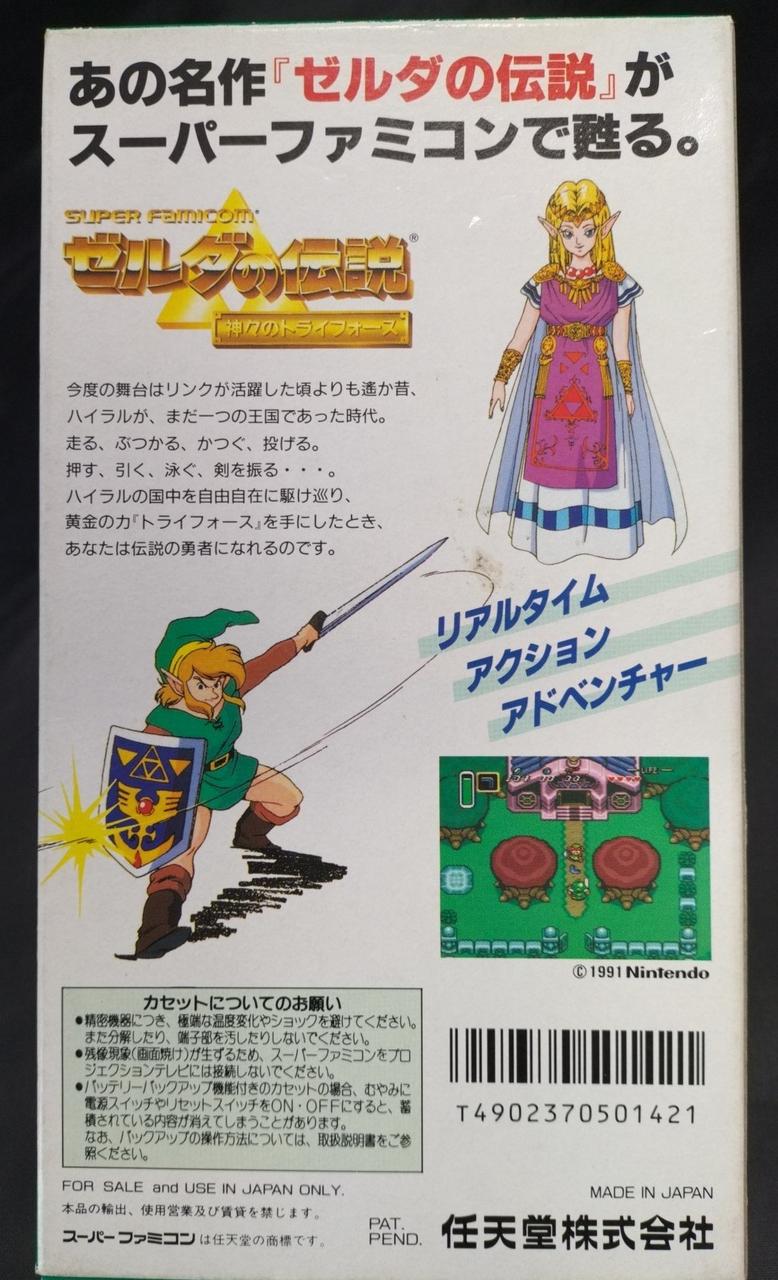 あの名作『ゼルダの伝説』が
スーパーファミコンで甦る。
SUPER FAMICOM
ゼルダの伝説®
神々のトライフォース
今度の舞台はリンクが活躍した頃よりも遙か昔、
ハイラルが、まだ一つの王国であった時代。
走る、ぶつかる、かつぐ、投げる。
押す、引く、泳ぐ、剣を振る・・・。
ハイラルの国中を自由自在に駆け巡り、
黄金の力『トライフォース』を手にしたとき、
あなたは伝説の勇者になれるのです。
リアルタイム
アクション
アドベンチャー
LIFE
©1991 Nintendo
カセットについてのお願い
●精密機器につき、極端な温度変化やショックを避けてください。
また分解したり、端子部を汚したりしないでください。
●残像現象(画面焼け)が生ずるため、スーパーファミコンをプロ
ジェクションテレビには接続しないでください。
●バッテリーバックアップ機能付きのカセットの場合、むやみに
電源スイッチやリセットスイッチをON・OFFにすると、蓄
積されている内容が消えてしまうことがあります。
なお、バックアップの操作方法については、取扱説明書をご参
照ください。
T4902370501421
FOR SALE and USE IN JAPAN ONLY.
本品の輸出、使用営業及び賃貸を禁じます。
スーパーファミコンは任天堂の商標です。
PAT.
PEND.
MADE IN JAPAN
任天堂株式会社